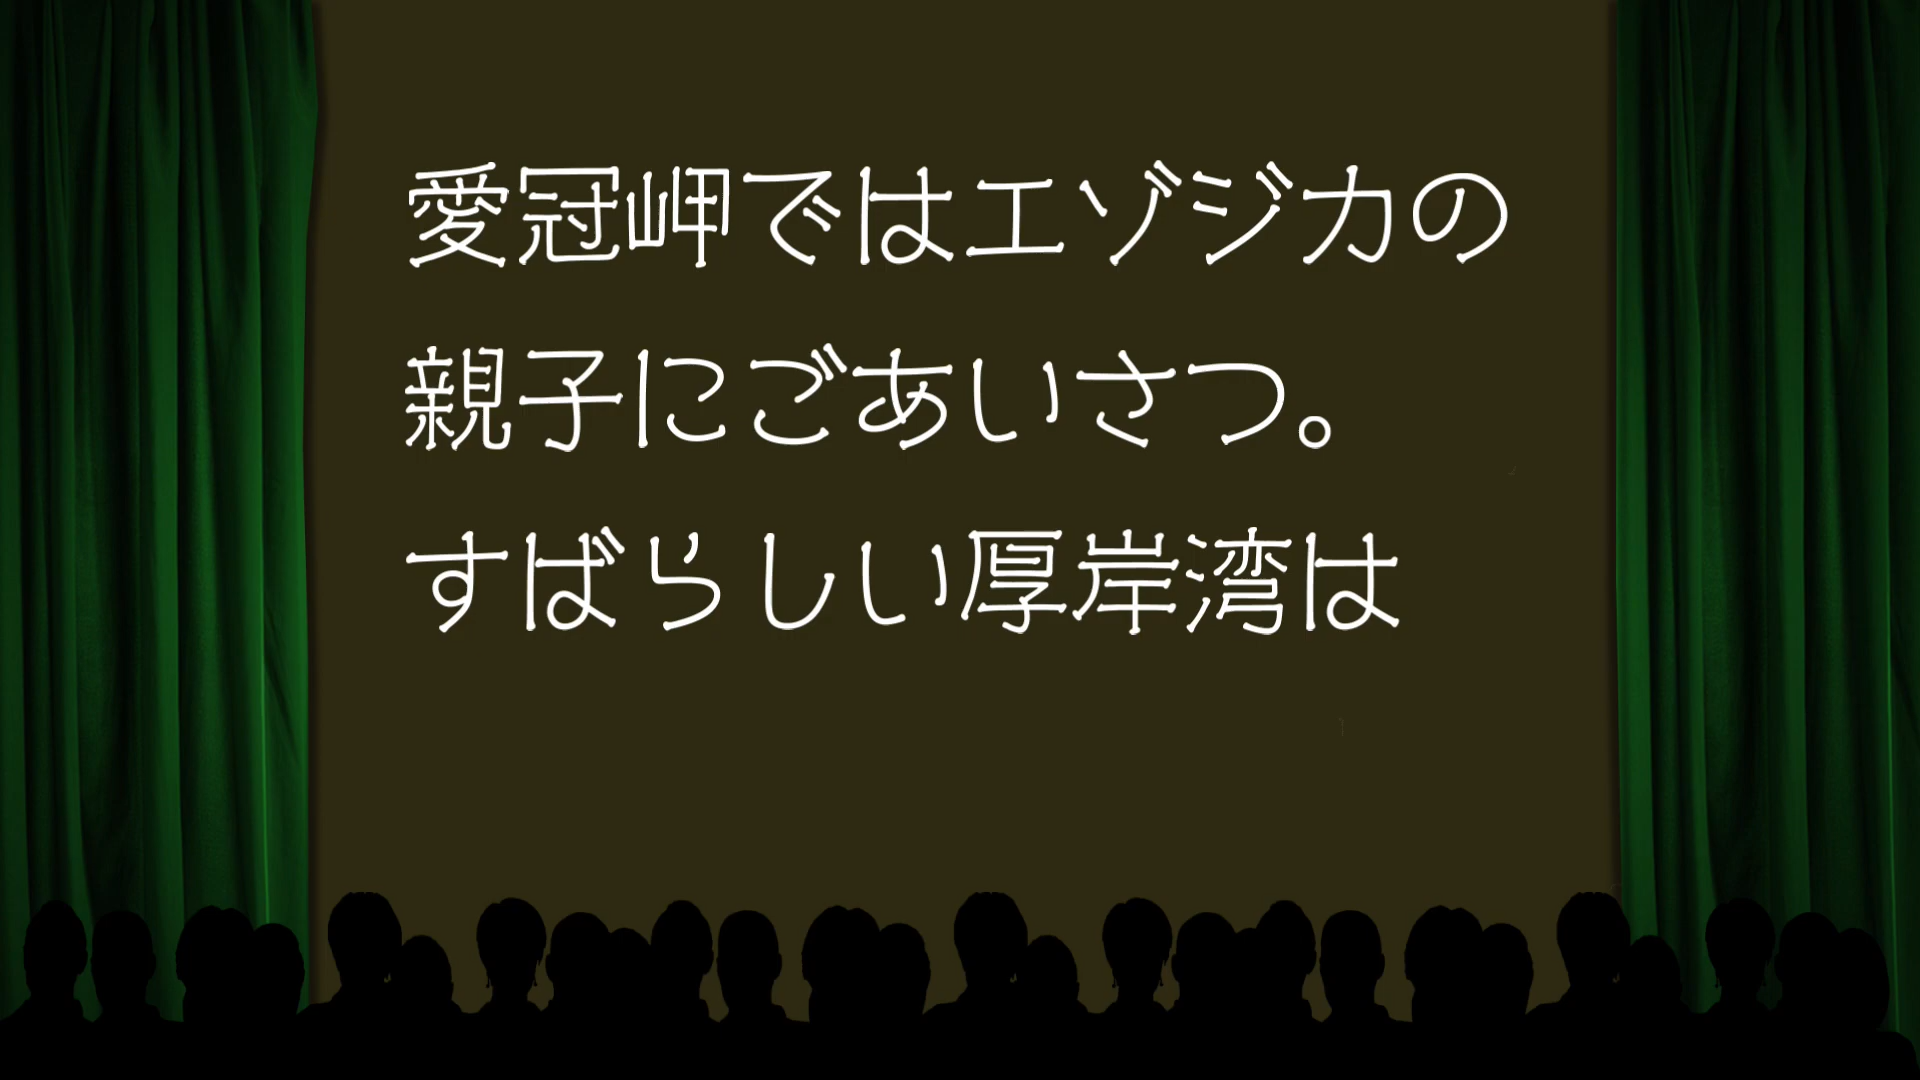 愛冠岬ではエゾジカの
親子にごあいさつ。
すばらしい厚岸湾は